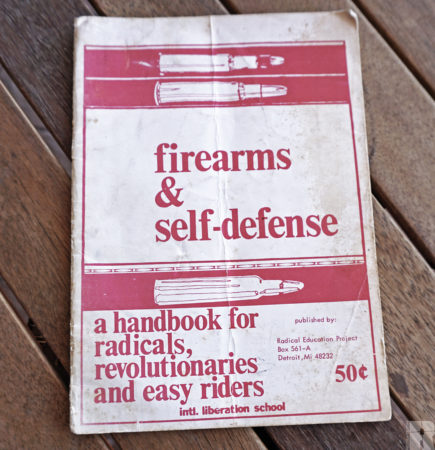 firearms
&
self-defense
a handbook for
radicals,
revolutionaries
and easy riders
intl. liberation school
published by:
Radical Education Project
Box 561-A
Detroit, Mi 48232
50¢